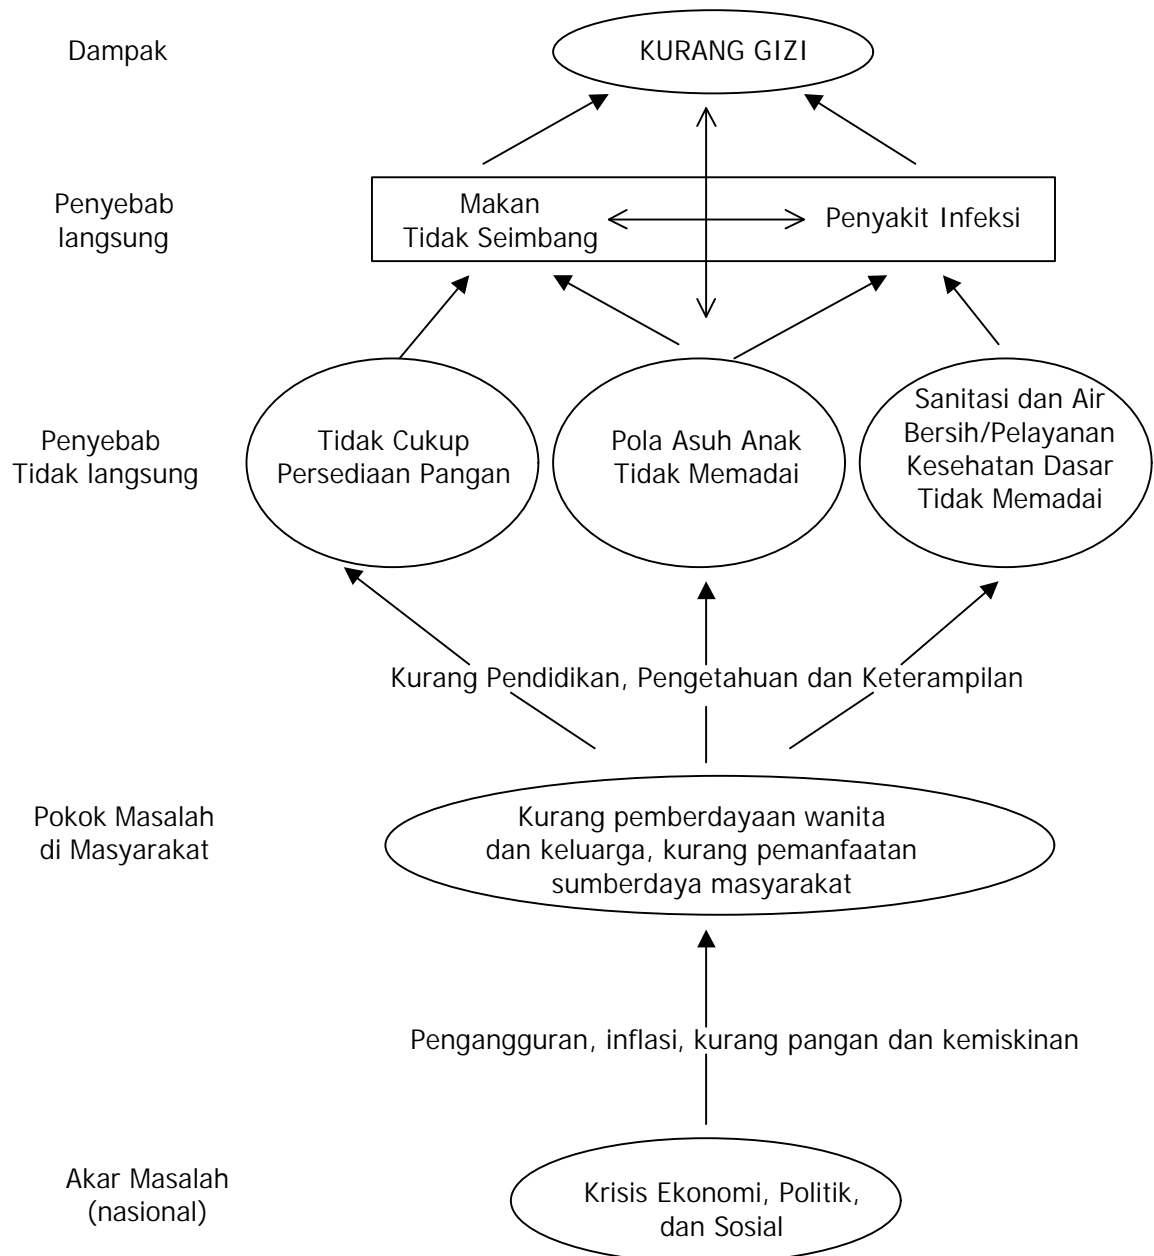 Dampak
KURANG GIZI
Penyebab
langsung
Makan
Tidak Seimbang
Penyakit Infeksi
Penyebab
Tidak langsung
Tidak Cukup
Persediaan Pangan
Pola Asuh Anak
Tidak Memadai
Sanitasi dan Air
Bersih/Pelayanan
Kesehatan Dasar
Tidak Memadai
Kurang Pendidikan, Pengetahuan dan Keterampilan
Pokok Masalah
di Masyarakat
Kurang pemberdayaan wanita
dan keluarga, kurang pemanfaatan
sumberdaya masyarakat
Pengangguran, inflasi, kurang pangan dan kemiskinan
Akar Masalah
(nasional)
Krisis Ekonomi, Politik,
dan Sosial